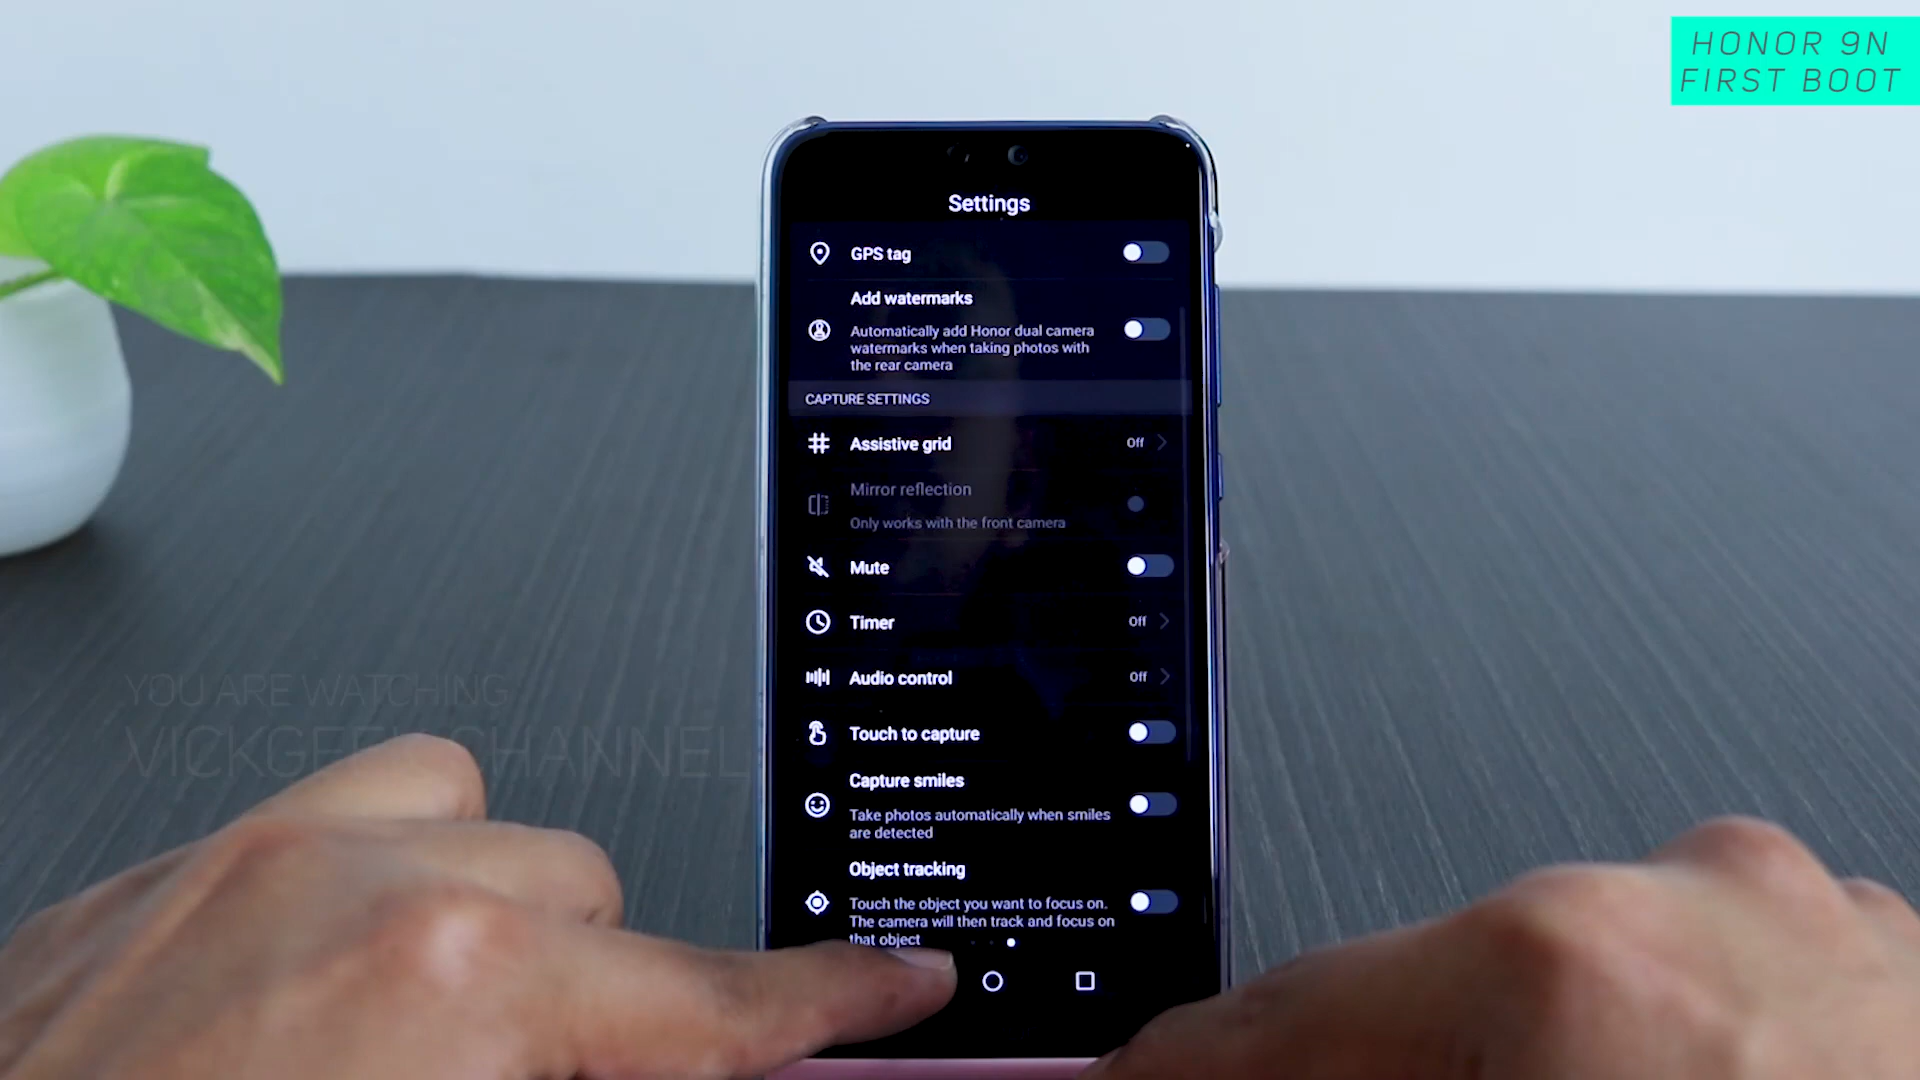 HONOR 9N
FIRST BOOT
Settings
GPS tag
Add watermarks
Automatically add Honor dual camera
watermarks when taking photos with
the rear camera
CAPTURE SETTINGS
Assistive grid
Off
Mirror reflection
Only works with the front camera
Mute
Timer
Off
Audio control
Off
Touch to capture
Capture smiles
Take photos automatically when smiles
are detected
Object tracking
Touch the object you want to focus on.
The camera will then track and focus on
that object
YOU ARE WATCHING
VICKGEEK CHANNEL